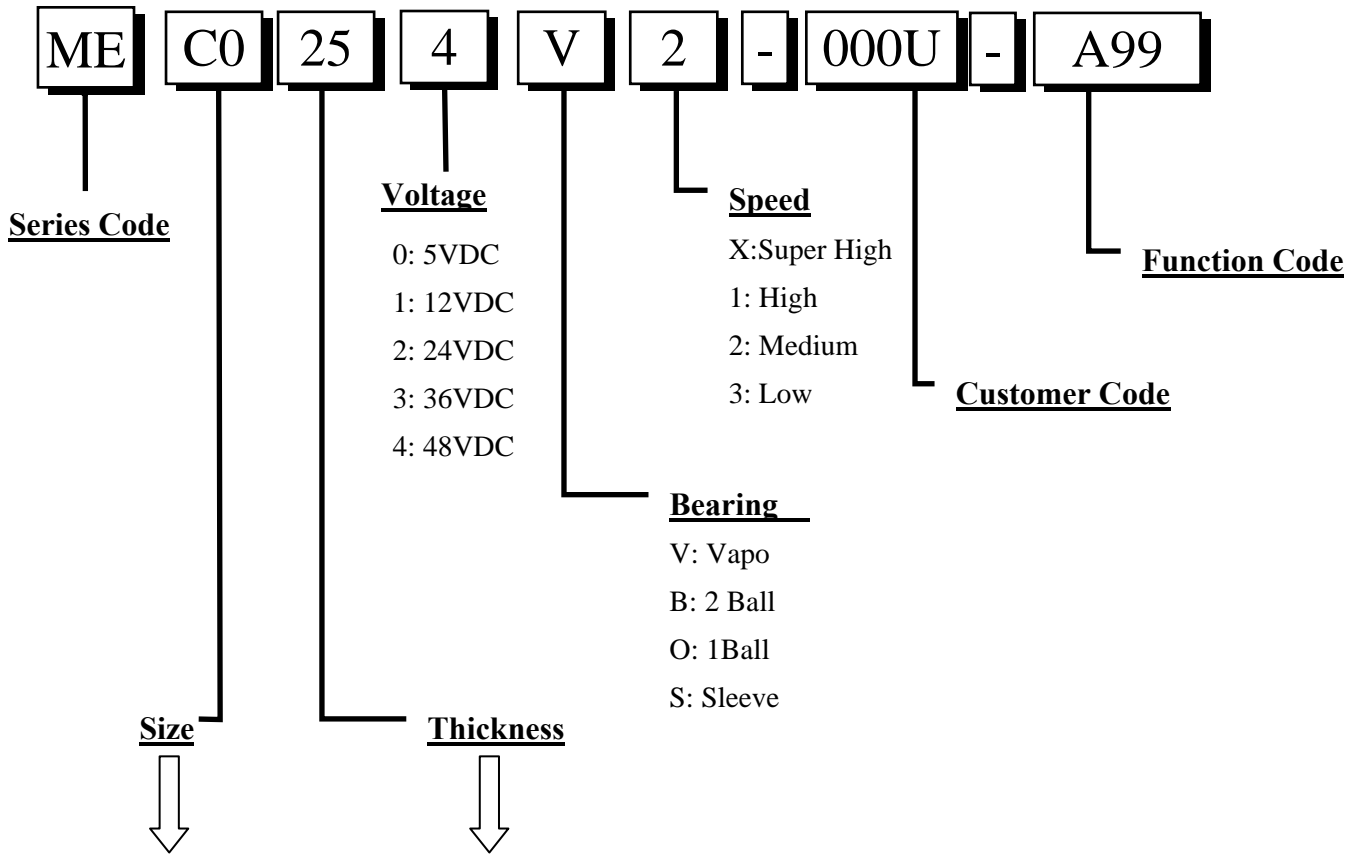 ME C0 25 4 V 2 - 000U - A99
Series Code
Voltage
0: 5VDC
1: 12VDC
2: 24VDC
3: 36VDC
4: 48VDC
Speed
X:Super High
1: High
2: Medium
3: Low
Function Code
Customer Code
Bearing
V: Vapo
B: 2 Ball
O: 1Ball
S: Sleeve
Size
Thickness